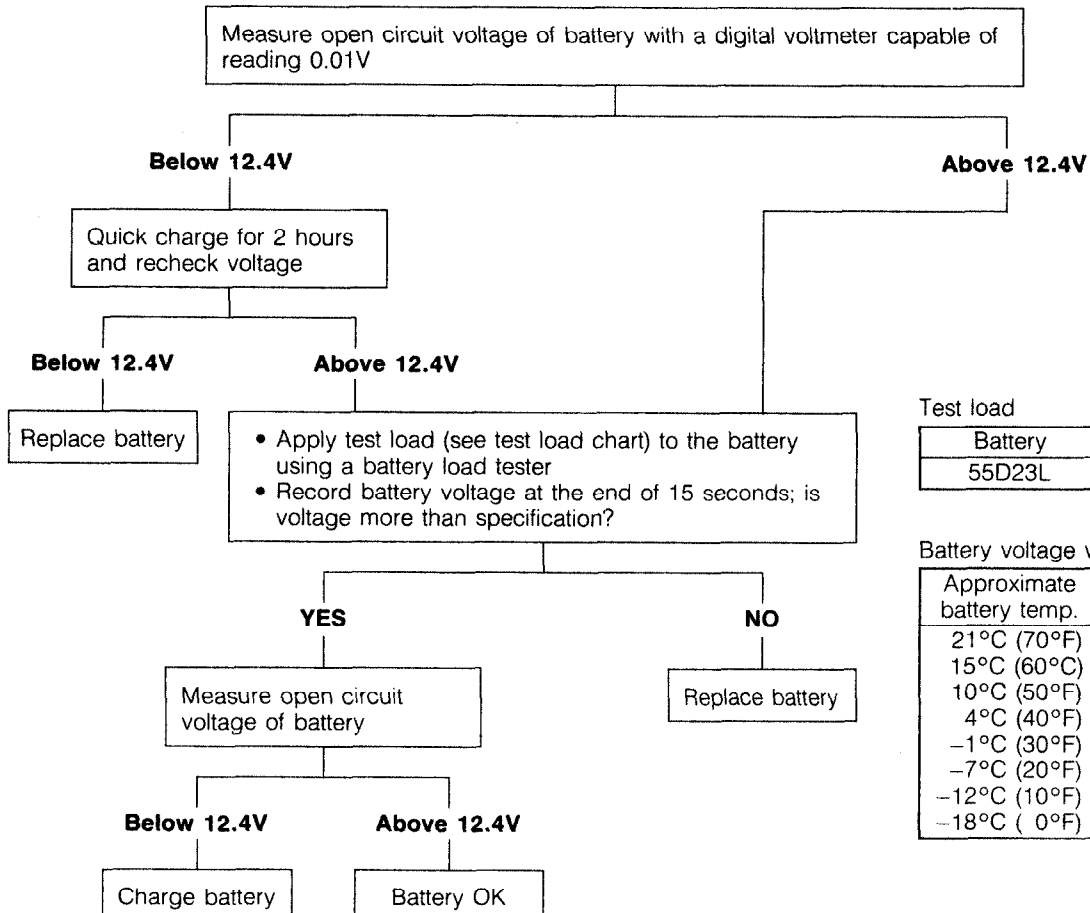 Measure open circuit voltage of battery with a digital voltmeter capable of
reading 0.01V
Below 12.4V
Above 12.4V
Quick charge for 2 hours
and recheck voltage
Below 12.4V
Above 12.4V
Replace battery
• Apply test load (see test load chart) to the battery
using a battery load tester
• Record battery voltage at the end of 15 seconds; is
voltage more than specification?
Test load
Battery
55D23L
Battery voltage
Approximate
battery temp.
21°C (70°F)
15°C (60°C)
10°C (50°F)
4°C (40°F)
−1°C (30°F)
−7°C (20°F)
−12°C (10°F)
−18°C ( 0°F)
YES
NO
Measure open circuit
voltage of battery
Replace battery
Below 12.4V
Above 12.4V
Charge battery
Battery OK